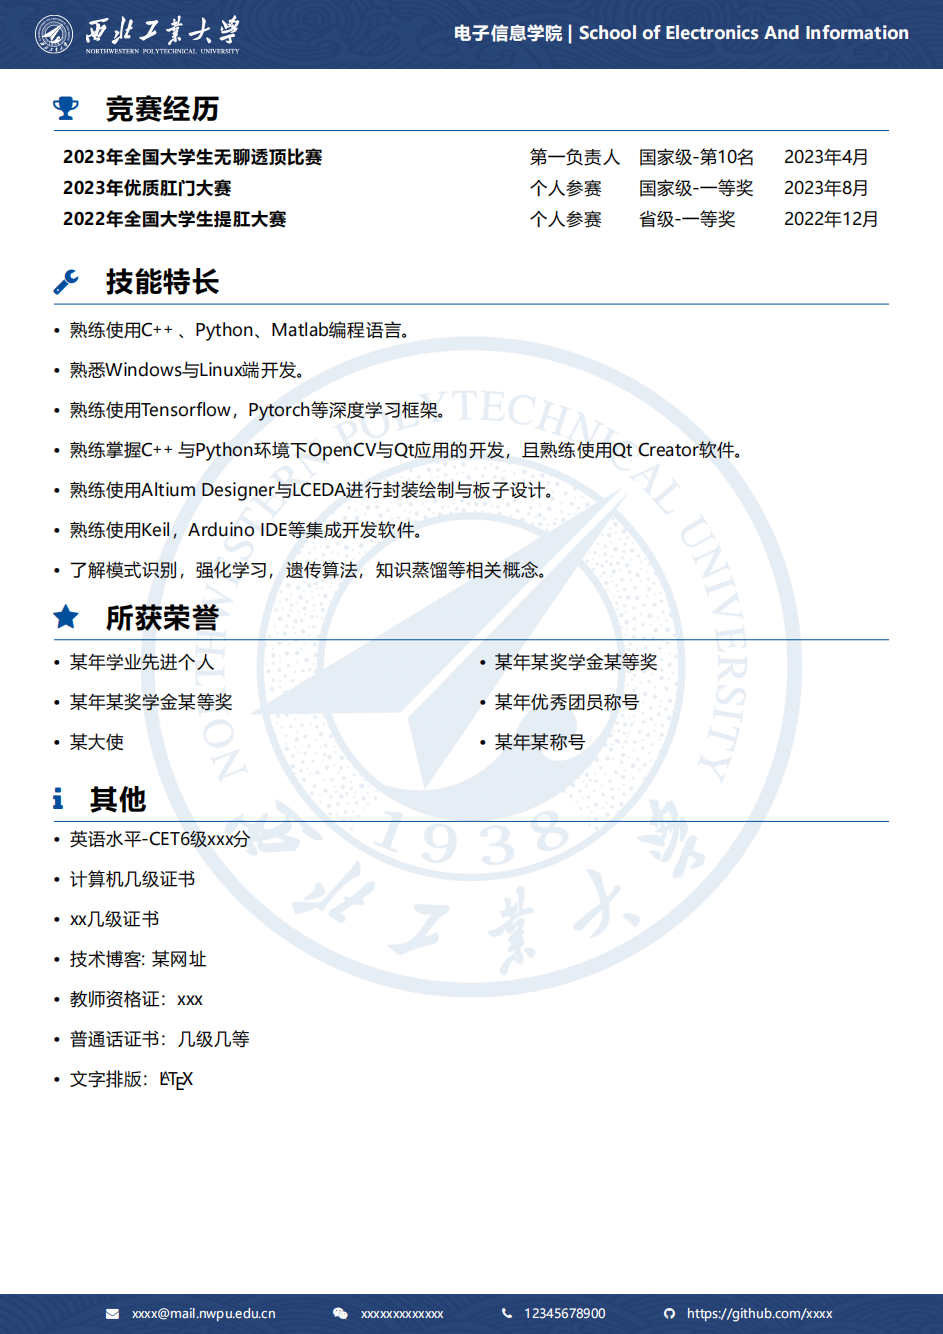 西北工业大学
NORTHWESTERN POLYTECHNICAL UNIVERSITY
电子信息学院 | School of Electronics And Information
竞赛经历
2023年全国大学生无聊透顶比赛 第一负责人 国家级-第10名 2023年4月
2023年优质肛门大赛 个人参赛 国家级-一等奖 2023年8月
2022年全国大学生提肛大赛 个人参赛 省级-一等奖 2022年12月
技能特长
• 熟练使用C++ 、Python、Matlab编程语言。
• 熟悉Windows与Linux端开发。
• 熟练使用Tensorflow，Pytorch等深度学习框架。
• 熟练掌握C++ 与Python环境下OpenCV与Qt应用的开发，且熟练使用Qt Creator软件。
• 熟练使用Altium Designer与LCEDA进行封装绘制与板子设计。
• 熟练使用Keil，Arduino IDE等集成开发软件。
• 了解模式识别，强化学习，遗传算法，知识蒸馏等相关概念。
所获荣誉
• 某年学业先进个人 • 某年某奖学金某等奖
• 某年某奖学金某等奖 • 某年优秀团员称号
• 某大使 • 某年某称号
其他
• 英语水平-CET6级xxx分
• 计算机几级证书
• xx几级证书
• 技术博客: 某网址
• 教师资格证：xxx
• 普通话证书：几级几等
• 文字排版：LATEX
NORTHWESTERN POLYTECHNICAL UNIVERSITY
1938
西北工业大学
xxxx@mail.nwpu.edu.cn xxxxxxxxxxxxx 12345678900 https://github.com/xxxx